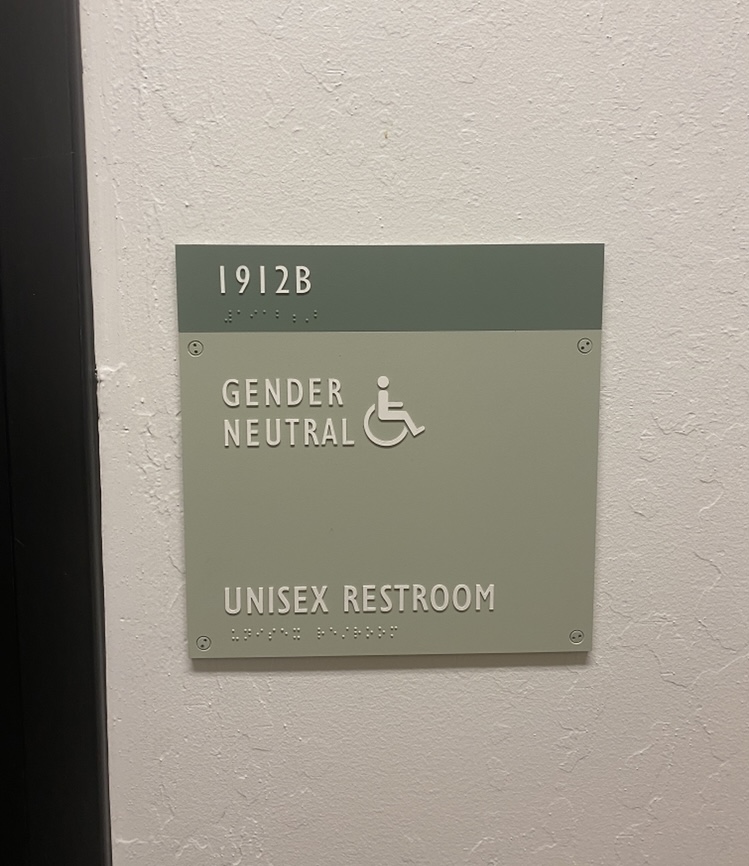 1912B
GENDER
NEUTRAL
UNISEX RESTROOM